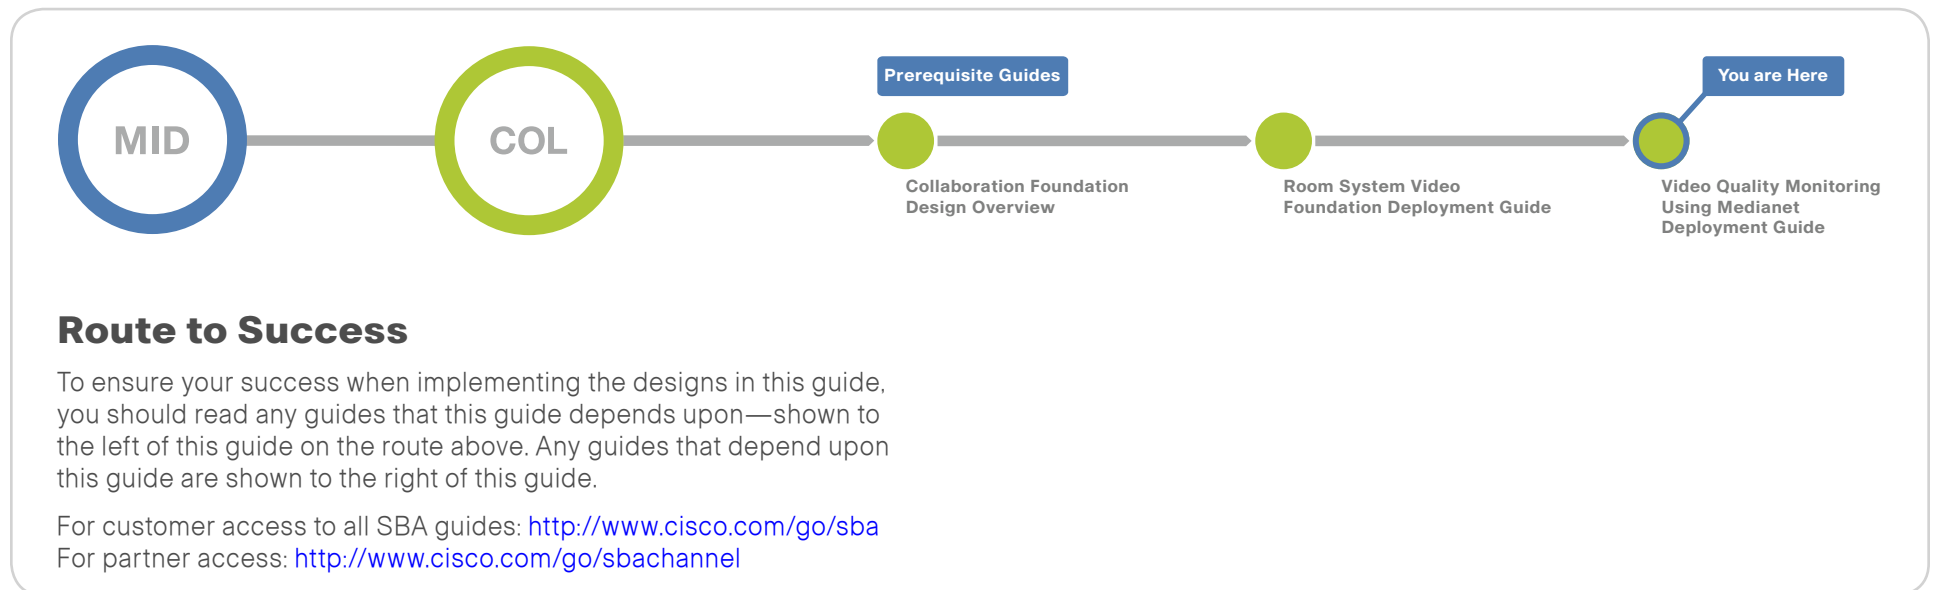 MID
COL
Prerequisite Guides
You are Here
Collaboration Foundation
Design Overview
Room System Video
Foundation Deployment Guide
Video Quality Monitoring
Using Medianet
Deployment Guide
Route to Success
To ensure your success when implementing the designs in this guide,
you should read any guides that this guide depends upon—shown to
the left of this guide on the route above. Any guides that depend upon
this guide are shown to the right of this guide.
For customer access to all SBA guides: http://www.cisco.com/go/sba
For partner access: http://www.cisco.com/go/sbachannel